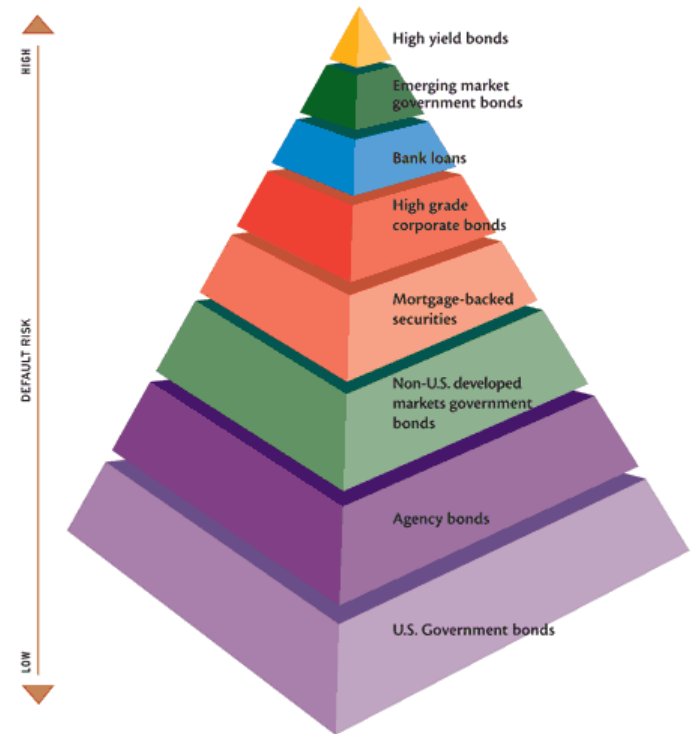 HIGH
High yield bonds
Emerging market
government bonds
Bank loans
High grade
corporate bonds
Mortgage-backed
securities
DEFAULT RISK
Non-U.S. developed
markets government
bonds
Agency bonds
U.S. Government bonds
LOW